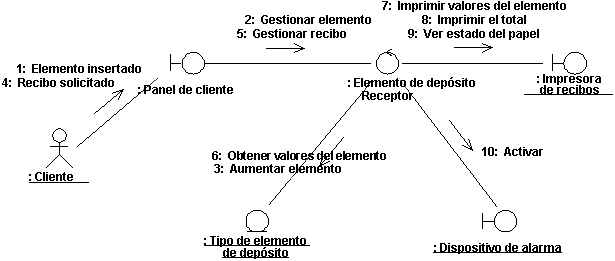 7: Imprimir valores del elemento
2: Gestionar elemento
8: Imprimir el total
5: Gestionar recibo
9: Ver estado del papel
1: Elemento insertado
4: Recibo solicitado
: Panel de cliente
: Elemento de depósito
Receptor
: Impresora
de recibos
6: Obtener valores del elemento
3: Aumentar elemento
10: Activar
: Cliente
: Tipo de elemento
de depósito
: Dispositivo de alarma